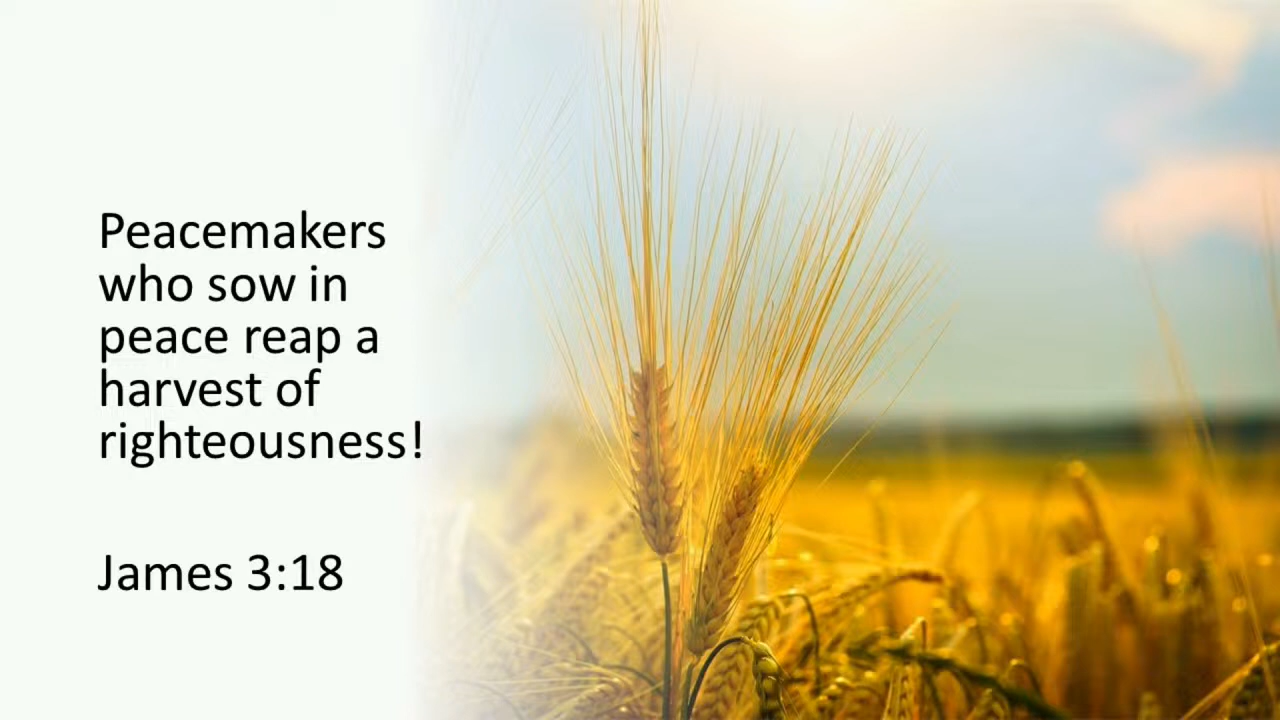 Peacemakers
who sow in
peace reap a
harvest of
righteousness!
James 3:18